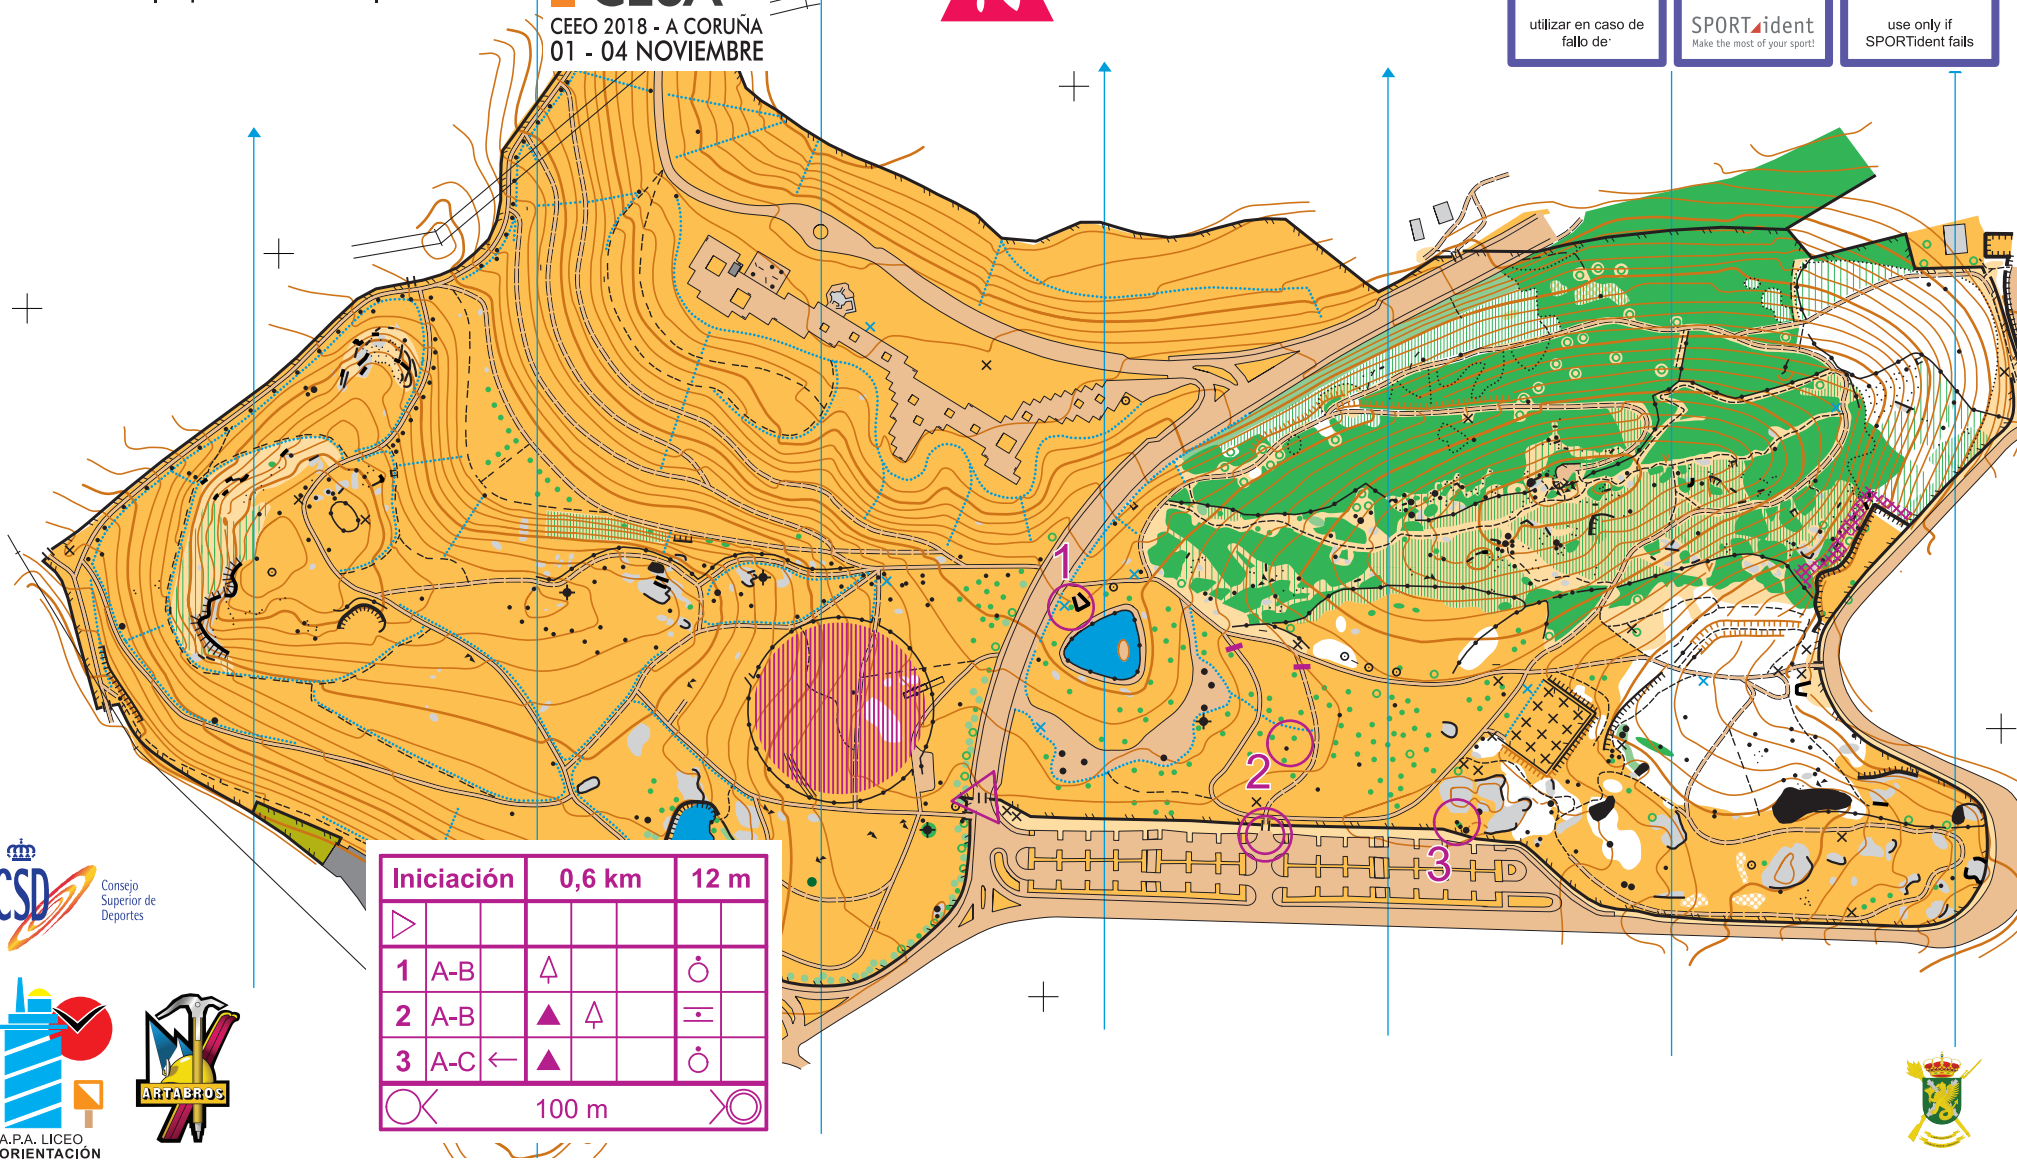 CEEO 2018 - A CORUÑA
01 - 04 NOVIEMBRE
utilizar en caso de
fallo de
SPORTident
Make the most of your sport!
use only if
SPORTident fails
1
2
3
Iniciación 0,6 km 12 m
1 A-B
2 A-B
3 A-C
100 m
CSD
Consejo
Superior de
Deportes
ARTABROS
A.P.A. LICEO
ORIENTACIÓN